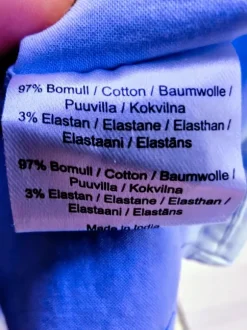 97% Bomull / Cotton / Baumwolle /
Puuvilla / Kokvilna
3% Elastan / Elastane / Elasthan /
Elastaani / Elastāns
97% Bomull / Cotton / Baumwolle /
Puuvilla / Kokvilna
3% Elastan / Elastane / Elasthan /
Elastaani / Elastāns
Made in India